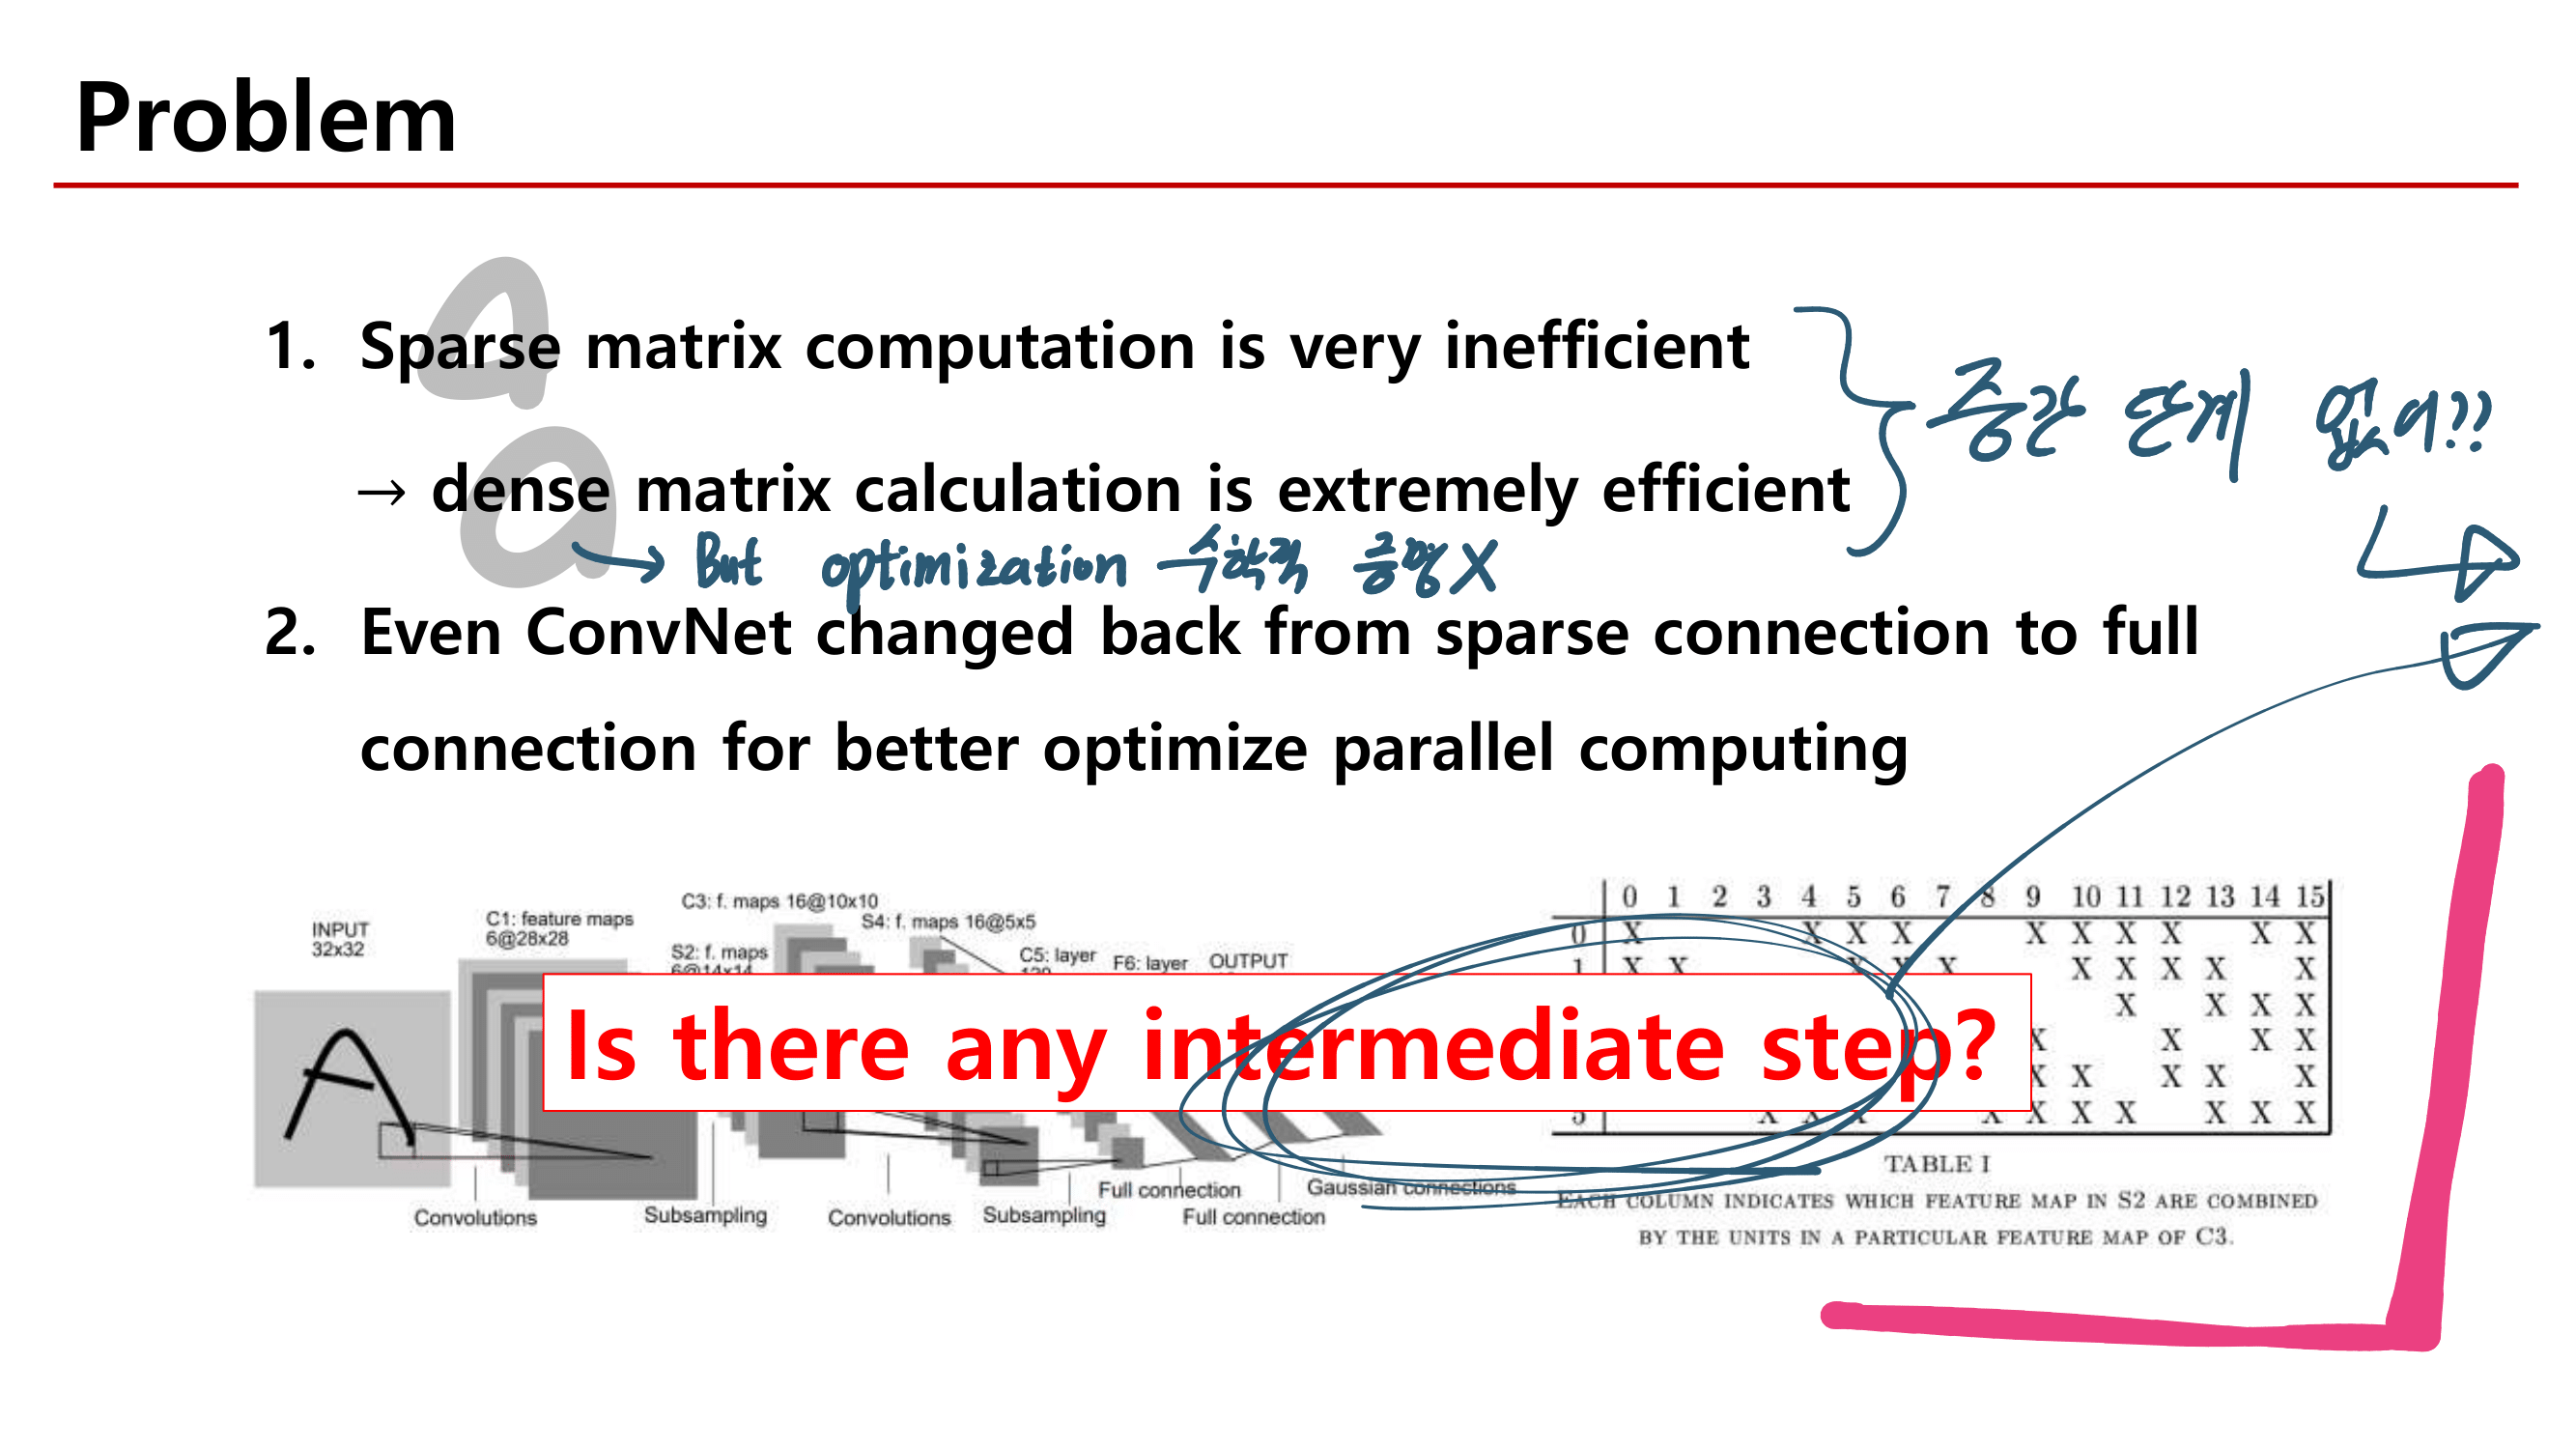 Problem
1. Sparse matrix computation is very inefficient
→ dense matrix calculation is extremely efficient
중간 단계 없어??
→ But optimization 수학적 증명 X
2. Even ConvNet changed back from sparse connection to full
connection for better optimize parallel computing
INPUT
32x32
C1: feature maps
6@28x28
S2: f. maps
6@14x14
C3: f. maps 16@10x10
S4: f. maps 16@5x5
C5: layer
120
F6: layer
OUTPUT
Is there any intermediate step?
Convolutions
Subsampling
Convolutions
Subsampling
Full connection
Full connection
Gaussian connections
0 1 2 3 4 5 6 7 8 9 10 11 12 13 14 15
0 X X X X X X X X X X
1 X X X X X X X X X X
X X X X
X X X X
X X X X X
X X X X X X X X X X
TABLE I
EACH COLUMN INDICATES WHICH FEATURE MAP IN S2 ARE COMBINED
BY THE UNITS IN A PARTICULAR FEATURE MAP OF C3.